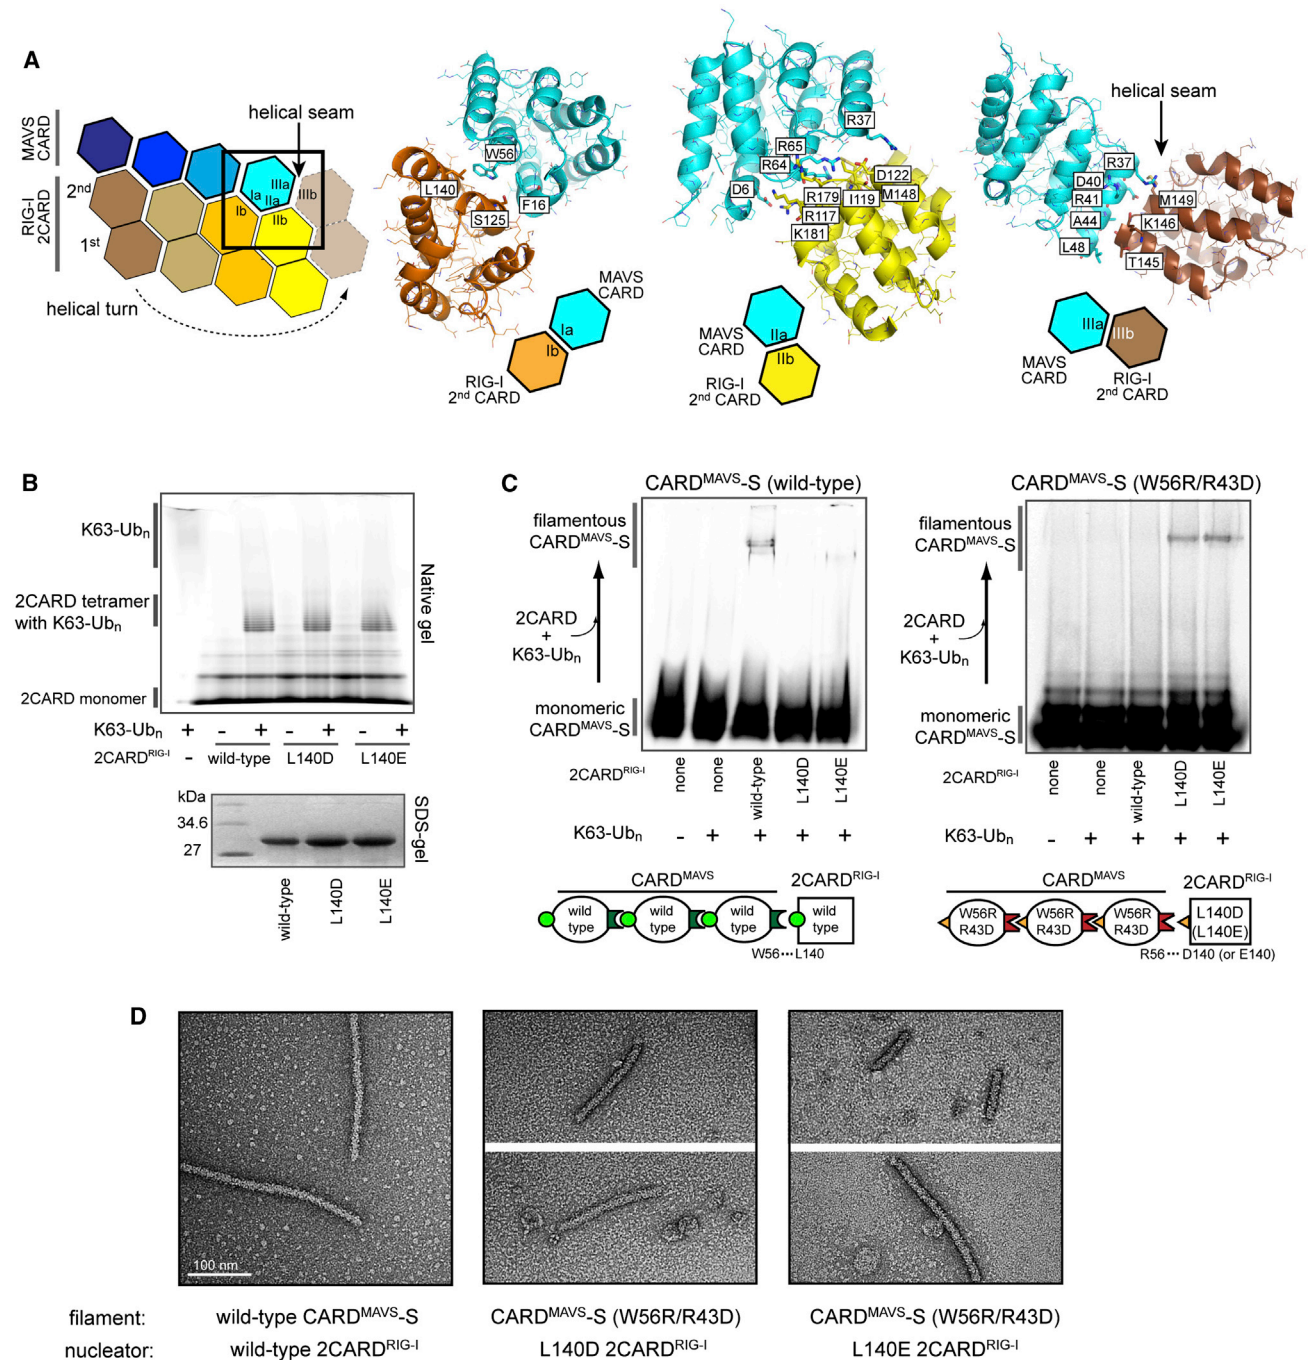 A
helical seam
MAVS
CARD
RIG-I
2CARD
2nd
1st
IIIa
Ia
IIa
IIIb
Ib
IIb
helical turn
W56
L140
S125
F16
MAVS
CARD
Ia
Ib
RIG-I
2nd CARD
R37
R65
R64
D6
D122
R179
I119
M148
R117
K181
MAVS
CARD
IIa
IIb
RIG-I
2nd CARD
helical seam
R37
D40
R41
M149
A44
K146
L48
T145
IIIa
IIIb
MAVS
CARD
RIG-I
2nd CARD
B
K63-Ubn
2CARD tetramer
with K63-Ubn
2CARD monomer
Native gel
K63-Ubn + - + - + - +
2CARDRIG-I - wild-type L140D L140E
kDa
34.6
27
SDS-gel
wild-type
L140D
L140E
C
CARDMAVS-S (wild-type)
filamentous
CARDMAVS-S
2CARD
+
K63-Ubn
monomeric
CARDMAVS-S
2CARDRIG-I none none wild-type L140D L140E
K63-Ubn - + + + +
CARDMAVS 2CARDRIG-I
wild
type
wild
type
wild
type
wild
type
W56···L140
CARDMAVS-S (W56R/R43D)
filamentous
CARDMAVS-S
2CARD
+
K63-Ubn
monomeric
CARDMAVS-S
2CARDRIG-I none none wild-type L140D L140E
K63-Ubn - + + + +
CARDMAVS 2CARDRIG-I
W56R
R43D
W56R
R43D
W56R
R43D
L140D
(L140E)
R56···D140 (or E140)
D
100 nm
filament: wild-type CARDMAVS-S CARDMAVS-S (W56R/R43D) CARDMAVS-S (W56R/R43D)
nucleator: wild-type 2CARDRIG-I L140D 2CARDRIG-I L140E 2CARDRIG-I